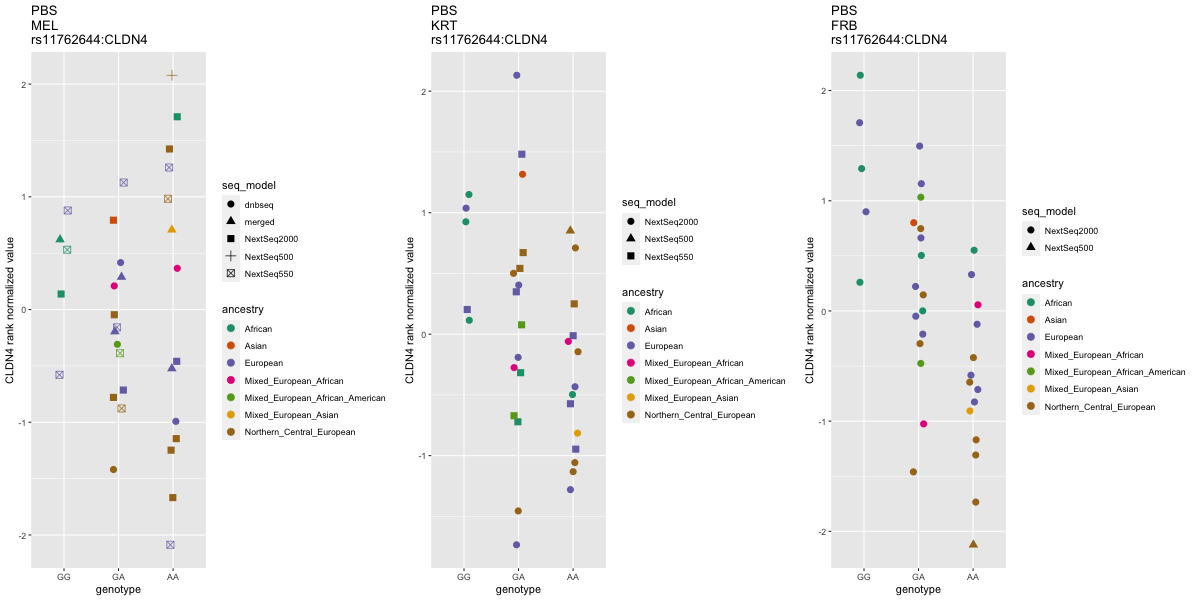 PBS
MEL
rs11762644:CLDN4
CLDN4 rank normalized value
2
1
0
-1
-2
GG
GA
AA
genotype
seq_model
dnbseq
merged
NextSeq2000
NextSeq500
NextSeq550
ancestry
African
Asian
European
Mixed_European_African
Mixed_European_African_American
Mixed_European_Asian
Northern_Central_European
PBS
KRT
rs11762644:CLDN4
CLDN4 rank normalized value
2
1
0
-1
GG
GA
AA
genotype
seq_model
NextSeq2000
NextSeq500
NextSeq550
ancestry
African
Asian
European
Mixed_European_African
Mixed_European_African_American
Mixed_European_Asian
Northern_Central_European
PBS
FRB
rs11762644:CLDN4
CLDN4 rank normalized value
2
1
0
-1
-2
GG
GA
AA
genotype
seq_model
NextSeq2000
NextSeq500
ancestry
African
Asian
European
Mixed_European_African
Mixed_European_African_American
Mixed_European_Asian
Northern_Central_European